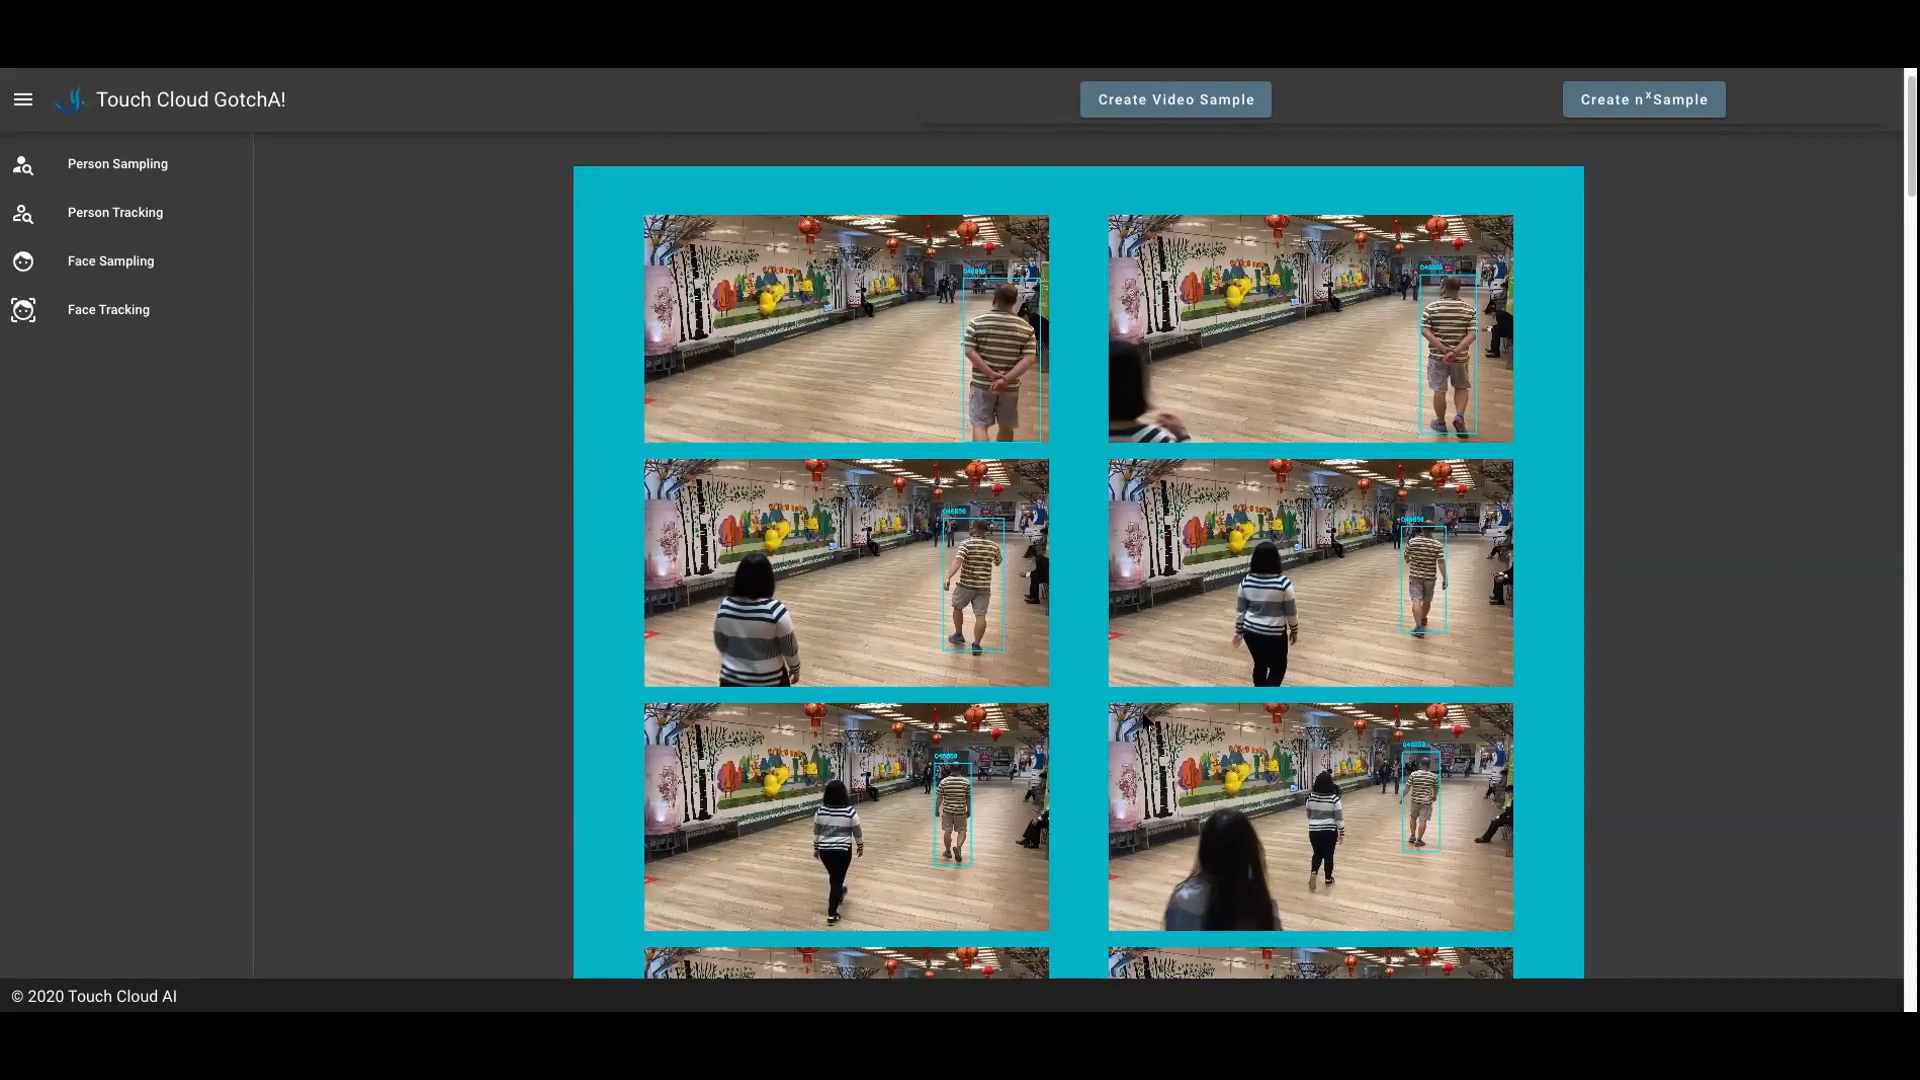 Touch Cloud GotchA!
Create Video Sample
Create nˣSample
Person Sampling
Person Tracking
Face Sampling
Face Tracking
© 2020 Touch Cloud AI